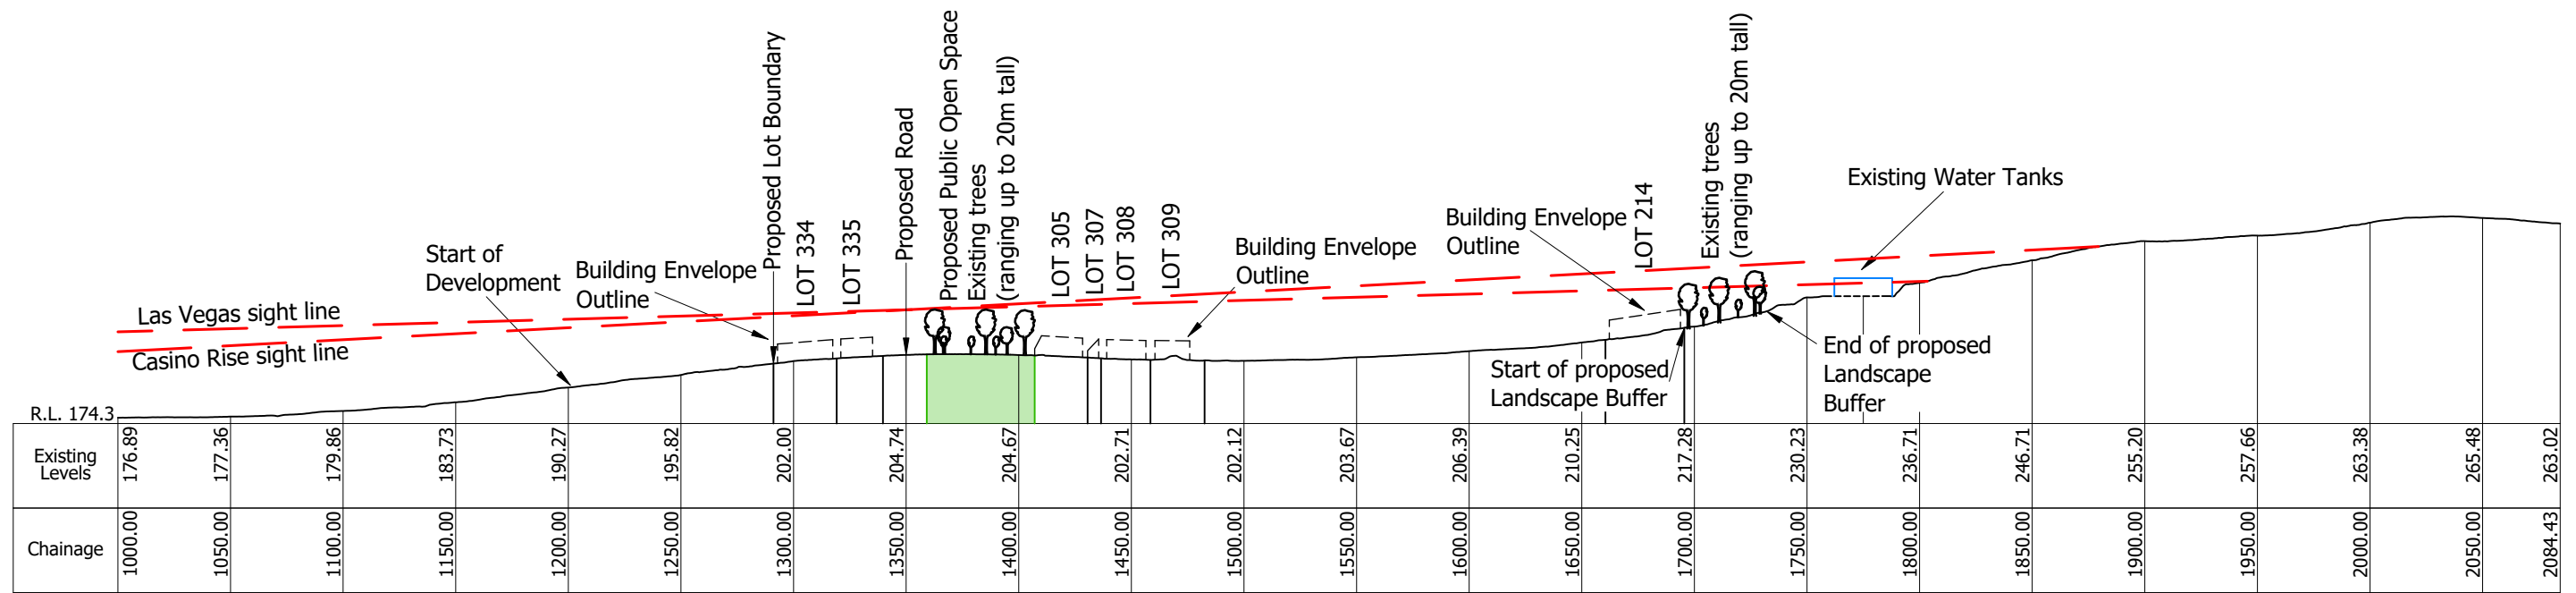 Las Vegas sight line
Casino Rise sight line
Start of
Development
Building Envelope
Outline
Proposed Lot Boundary
LOT 334
LOT 335
Proposed Road
Proposed Public Open Space
Existing trees
(ranging up to 20m tall)
LOT 305
LOT 307
LOT 308
LOT 309
Building Envelope
Outline
Building Envelope
Outline
LOT 214
Existing trees
(ranging up to 20m tall)
Existing Water Tanks
Start of proposed
Landscape Buffer
End of proposed
Landscape
Buffer
R.L. 174.3
Existing
Levels
176.89
177.36
179.86
183.73
190.27
195.82
202.00
204.74
204.67
202.71
202.12
203.67
206.39
210.25
217.28
230.23
236.71
246.71
255.20
257.66
263.38
265.48
263.02
Chainage
1000.00
1050.00
1100.00
1150.00
1200.00
1250.00
1300.00
1350.00
1400.00
1450.00
1500.00
1550.00
1600.00
1650.00
1700.00
1750.00
1800.00
1850.00
1900.00
1950.00
2000.00
2050.00
2084.43